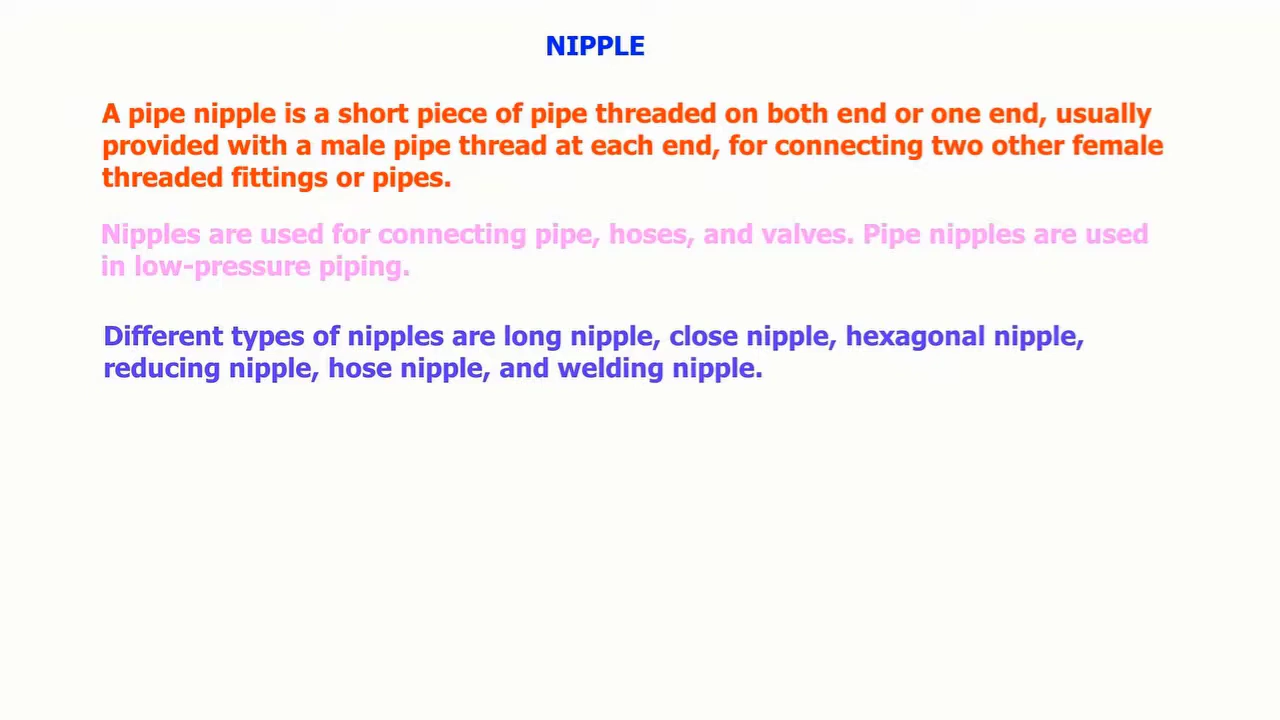 NIPPLE
A pipe nipple is a short piece of pipe threaded on both end or one end, usually
provided with a male pipe thread at each end, for connecting two other female
threaded fittings or pipes.
Nipples are used for connecting pipe, hoses, and valves. Pipe nipples are used
in low-pressure piping.
Different types of nipples are long nipple, close nipple, hexagonal nipple,
reducing nipple, hose nipple, and welding nipple.